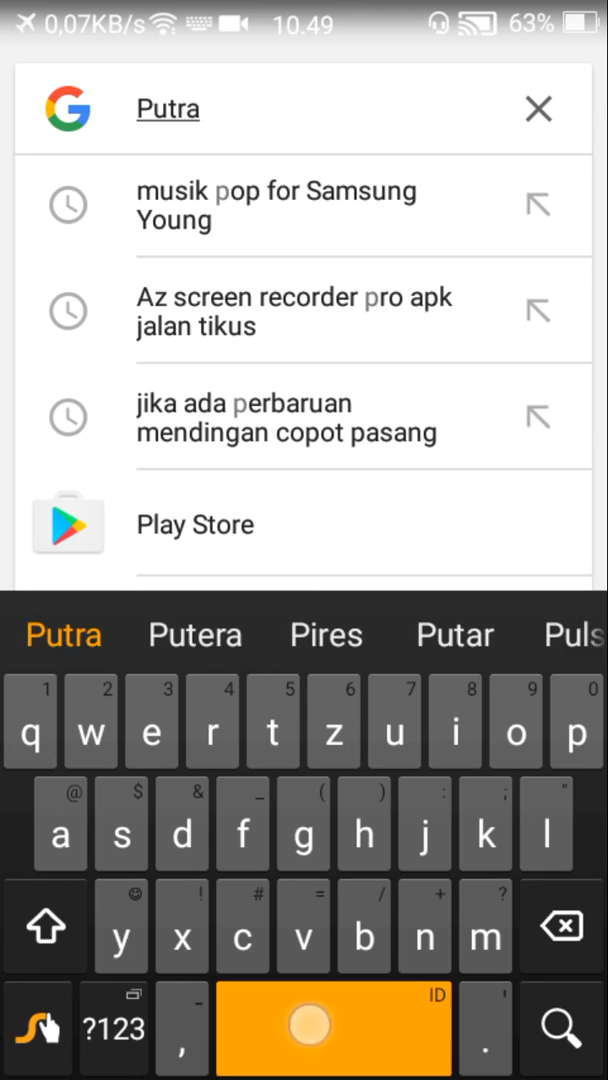 0,07KB/s 10.49 63%
Putra
musik pop for Samsung
Young
Az screen recorder pro apk
jalan tikus
jika ada perbaruan
mendingan copot pasang
Play Store
Putra Putera Pires Putar Puls
1 2 3 4 5 6 7 8 9 0
q w e r t z u i o p
@ $ & _ ( ) : ; "
a s d f g h j k l
! # = / + ?
y x c v b n m
ID
?123 , . '